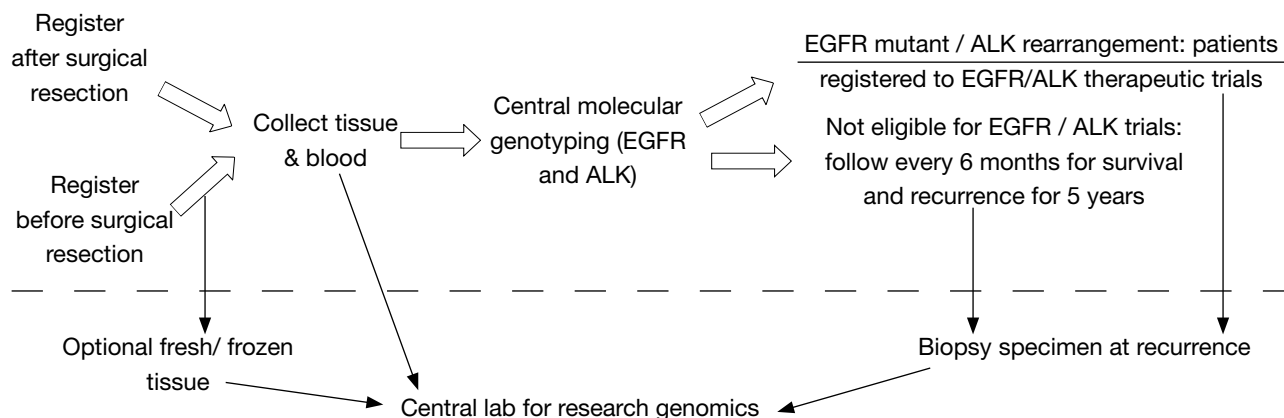 Register
after surgical
resection
Register
before surgical
resection
Collect tissue
& blood
Central molecular
genotyping (EGFR
and ALK)
EGFR mutant / ALK rearrangement: patients
registered to EGFR/ALK therapeutic trials
Not eligible for EGFR / ALK trials:
follow every 6 months for survival
and recurrence for 5 years
Optional fresh/ frozen
tissue
Biopsy specimen at recurrence
Central lab for research genomics